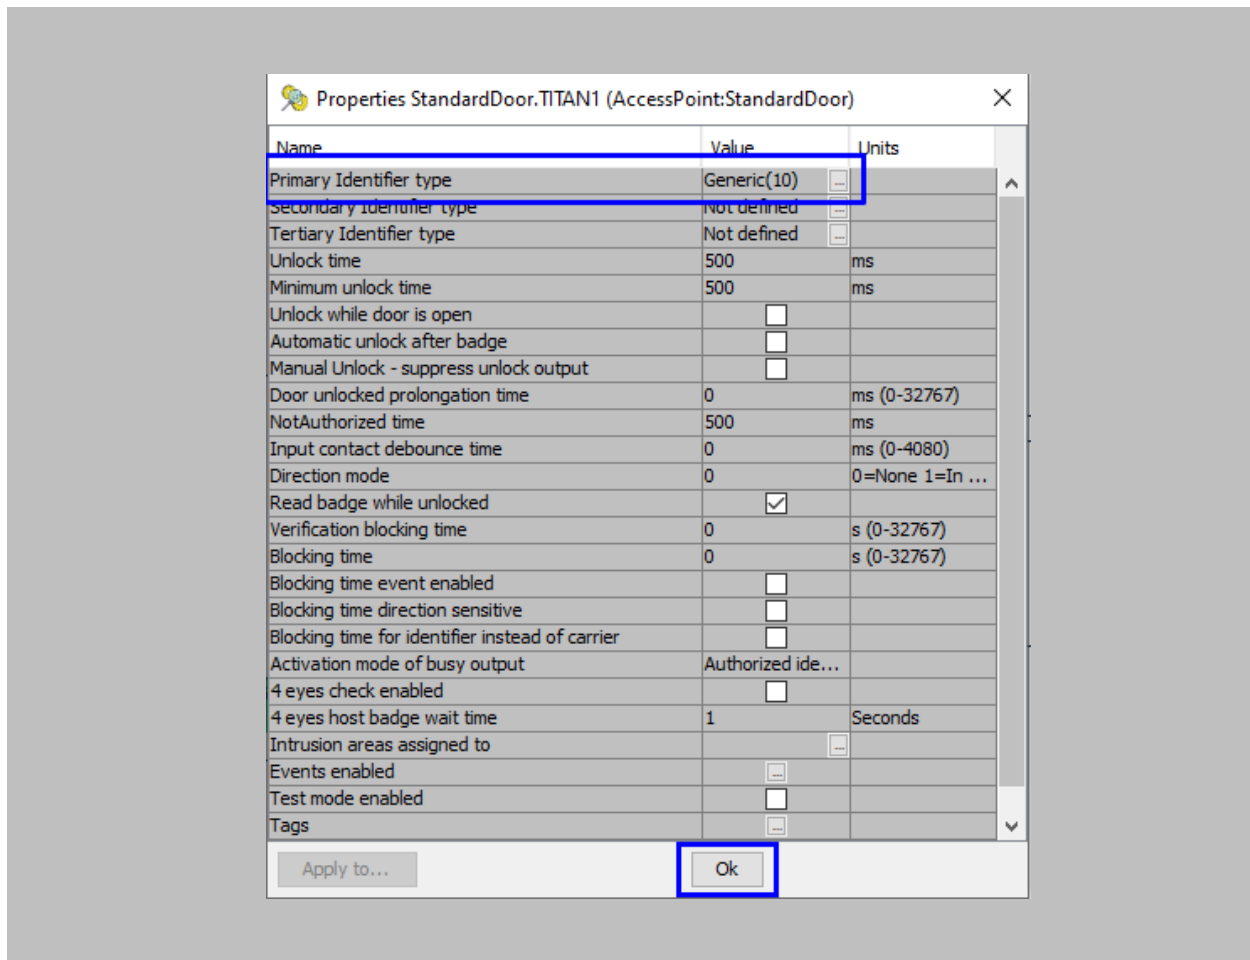 Properties StandardDoor.TITAN1 (AccessPoint:StandardDoor)
Name Value Units
Primary Identifier type Generic(10) ...
Secondary Identifier type Not defined ...
Tertiary Identifier type Not defined ...
Unlock time 500 ms
Minimum unlock time 500 ms
Unlock while door is open
Automatic unlock after badge
Manual Unlock - suppress unlock output
Door unlocked prolongation time 0 ms (0-32767)
NotAuthorized time 500 ms
Input contact debounce time 0 ms (0-4080)
Direction mode 0 0=None 1=In ...
Read badge while unlocked
Verification blocking time 0 s (0-32767)
Blocking time 0 s (0-32767)
Blocking time event enabled
Blocking time direction sensitive
Blocking time for identifier instead of carrier
Activation mode of busy output Authorized ide...
4 eyes check enabled
4 eyes host badge wait time 1 Seconds
Intrusion areas assigned to ...
Events enabled ...
Test mode enabled
Tags ...
Apply to... Ok